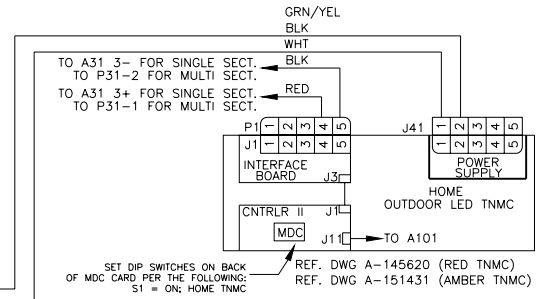 GRN/YEL
BLK
WHT
TO A31 3- FOR SINGLE SECT. BLK
TO P31-2 FOR MULTI SECT.
TO A31 3+ FOR SINGLE SECT. RED
TO P31-1 FOR MULTI SECT.
P1 1 2 3 4 5 J41 1 2 3 4 5
J1 1 2 3 4 5 1 2 3 4 5
INTERFACE
BOARD J3
POWER
SUPPLY
HOME
OUTDOOR LED TNMC
CNTRLR II J1
MDC J11 TO A101
SET DIP SWITCHES ON BACK
OF MDC CARD PER THE FOLLOWING:
S1 = ON; HOME TNMC
REF. DWG A-145620 (RED TNMC)
REF. DWG A-151431 (AMBER TNMC)